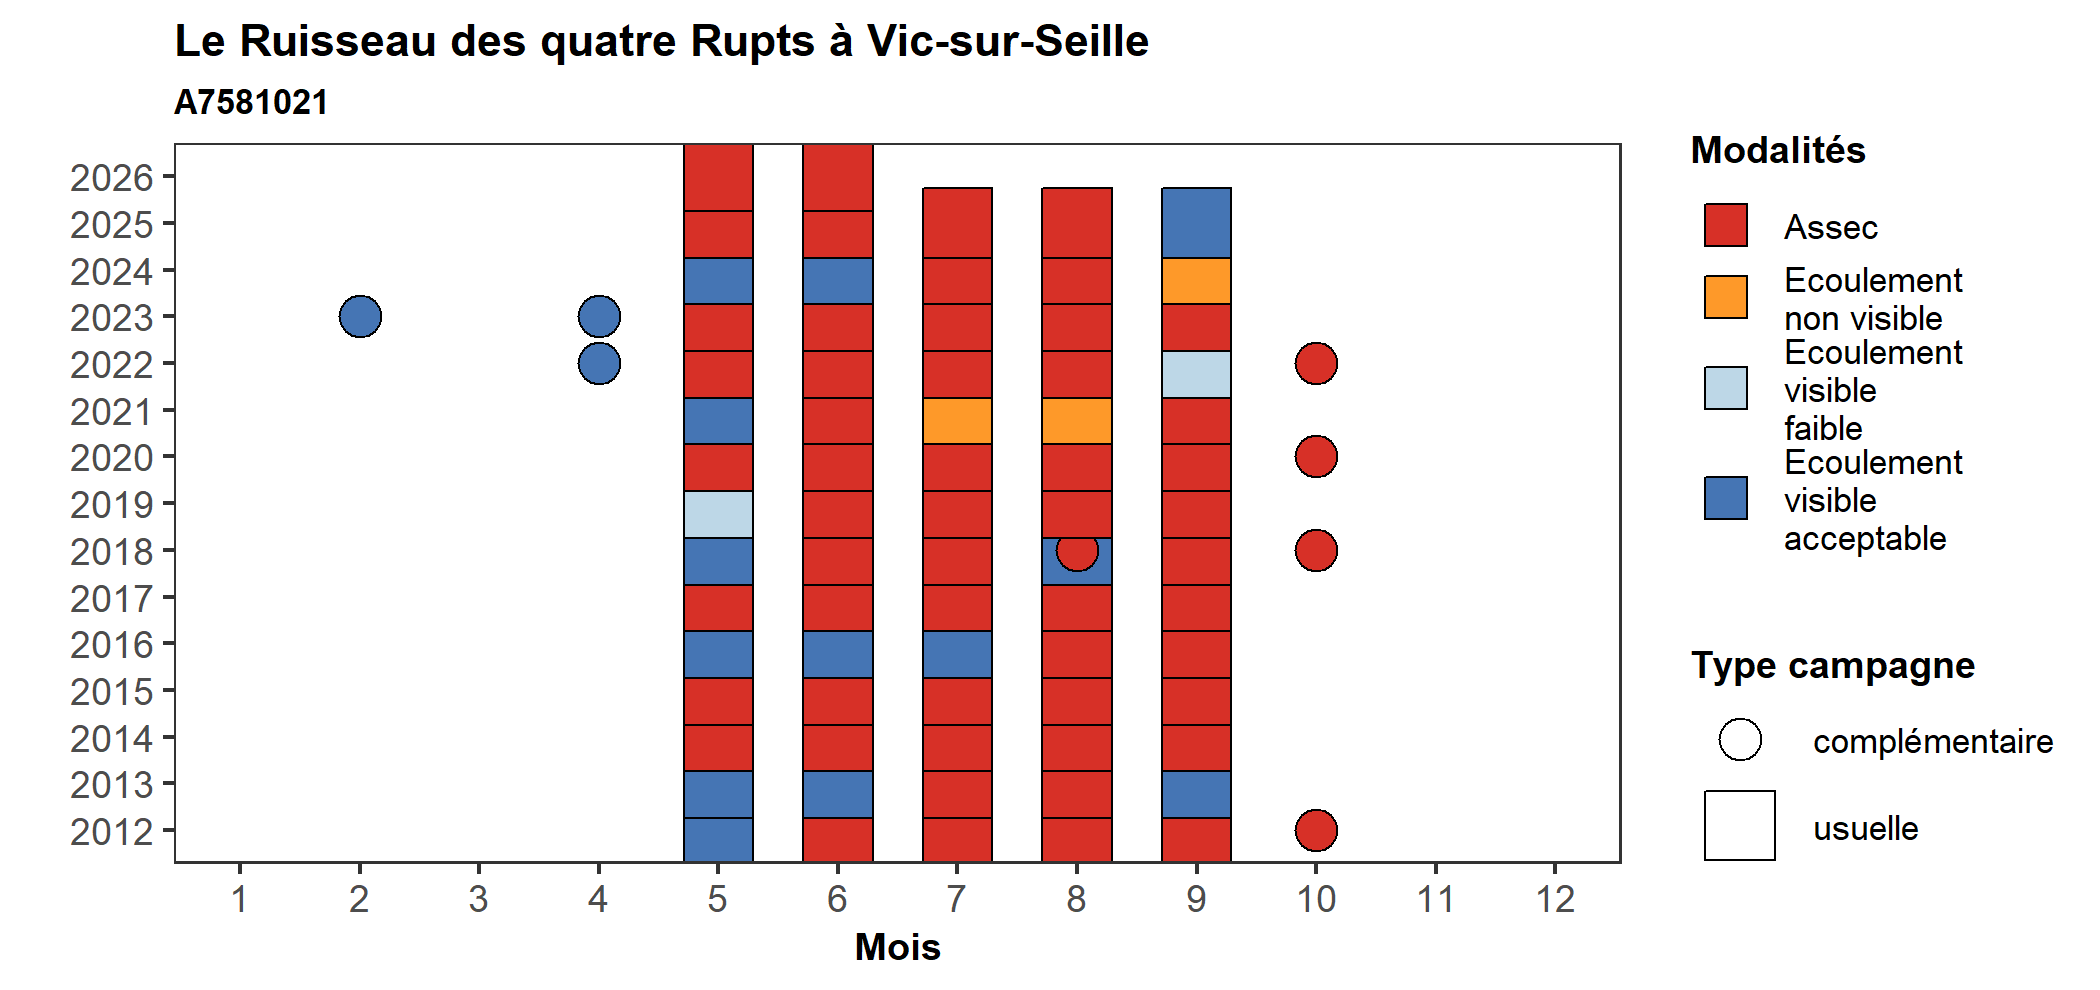 Le Ruisseau des quatre Rupts à Vic-sur-Seille
A7581021
2026
2025
2024
2023
2022
2021
2020
2019
2018
2017
2016
2015
2014
2013
2012
1 2 3 4 5 6 7 8 9 10 11 12
Mois
Modalités
Assec
Ecoulement
non visible
Ecoulement
visible
faible
Ecoulement
visible
acceptable
Type campagne
complémentaire
usuelle